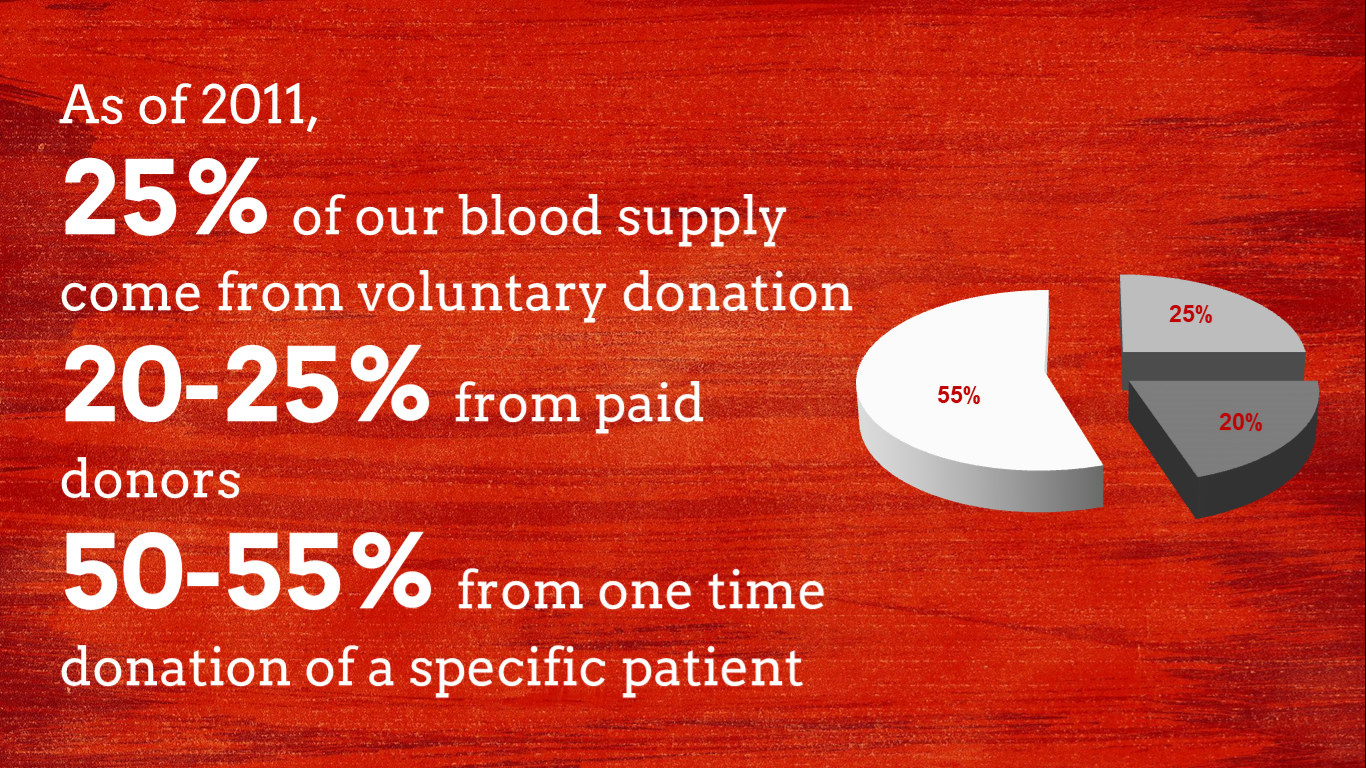 As of 2011,
25% of our blood supply
come from voluntary donation
20-25% from paid
donors
50-55% from one time
donation of a specific patient
25%
55%
20%